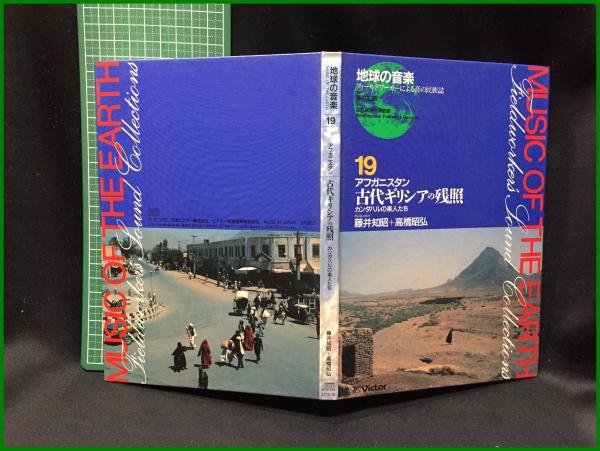 MUSIC OF THE EARTH
Fieldworkers' Sound Collections
地球の音楽
19
アフガニスタン
古代ギリシアの残照
カンダハルの楽人たち
藤井知昭+高橋昭弘
地球の音楽
フィールドワーカーによる音の民族誌
19
アフガニスタン
古代ギリシアの残照
カンダハルの楽人たち
藤井知昭+高橋昭弘
Victor
MUSIC OF THE EARTH
Fieldworkers' Sound Collections